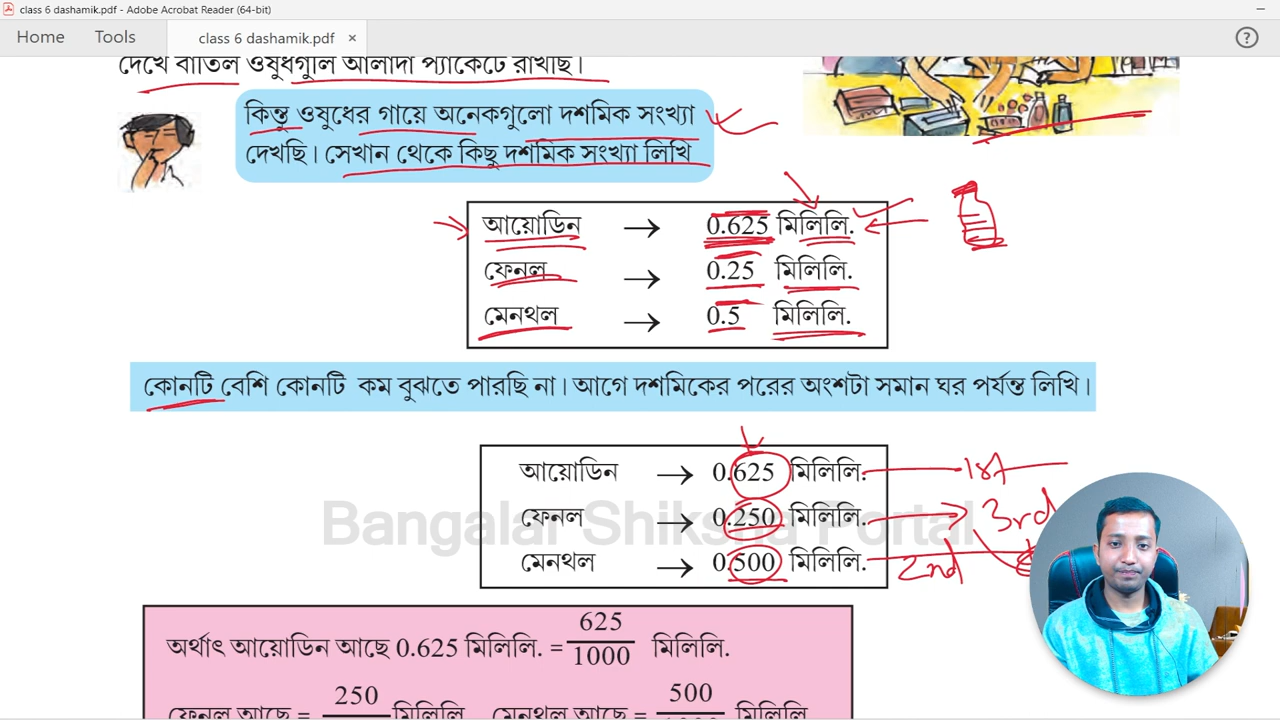 class 6 dashamik.pdf - Adobe Acrobat Reader (64-bit)
Home Tools class 6 dashamik.pdf × ?
দেখে বাতিল ওষুধগুলি আলাদা প্যাকেটে রাখছি।
কিন্তু ওষুধের গায়ে অনেকগুলো দশমিক সংখ্যা
দেখছি। সেখান থেকে কিছু দশমিক সংখ্যা লিখি
আয়োডিন → 0.625 মিলিলি.
ফেনল → 0.25 মিলিলি.
মেনথল → 0.5 মিলিলি.
কোনটি বেশি কোনটি কম বুঝতে পারছি না। আগে দশমিকের পরের অংশটা সমান ঘর পর্যন্ত লিখি।
আয়োডিন → 0.625 মিলিলি. 1st
Bangalar Shiksha Portal
ফেনল → 0.250 মিলিলি. 3rd
মেনথল → 0.500 মিলিলি. 2nd
অর্থাৎ আয়োডিন আছে 0.625 মিলিলি. = 625/1000 মিলিলি.
ফেনল আছে = 250 মিলিলি মেনথল আছে = 500 মিলিলি